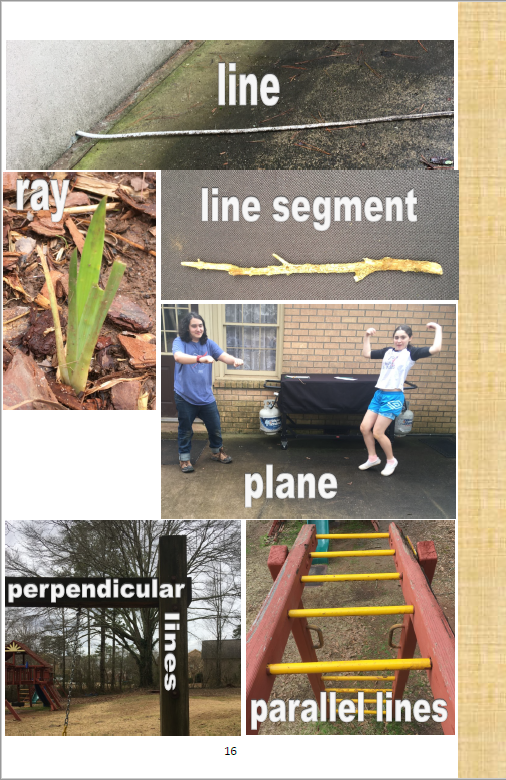 line
ray
line segment
plane
perpendicular
lines
parallel lines
16